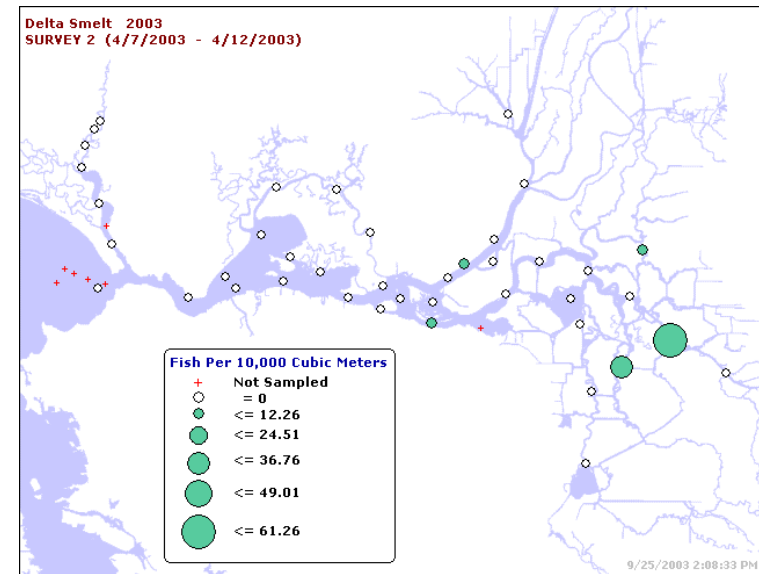 Delta Smelt 2003
SURVEY 2 (4/7/2003 - 4/12/2003)
Fish Per 10,000 Cubic Meters
Not Sampled
= 0
<= 12.26
<= 24.51
<= 36.76
<= 49.01
<= 61.26
9/25/2003 2:08:33 PM